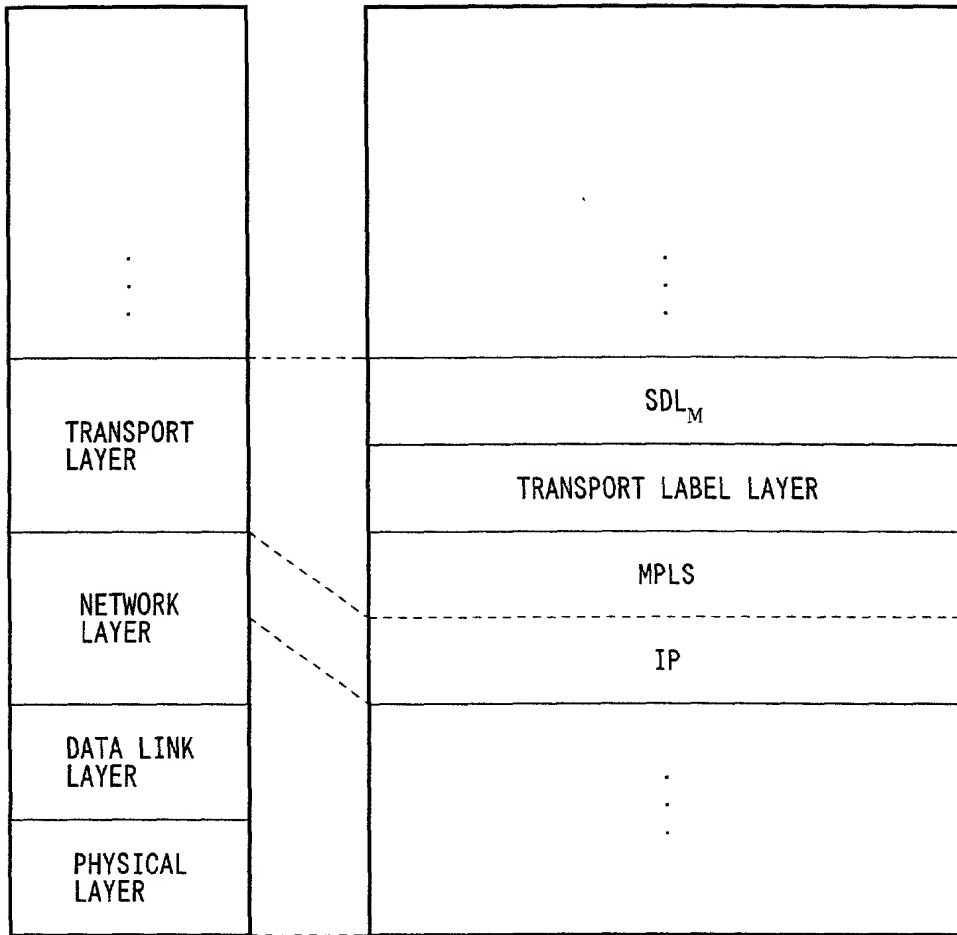 TRANSPORT
LAYER
NETWORK
LAYER
DATA LINK
LAYER
PHYSICAL
LAYER
SDL_M
TRANSPORT LABEL LAYER
MPLS
IP